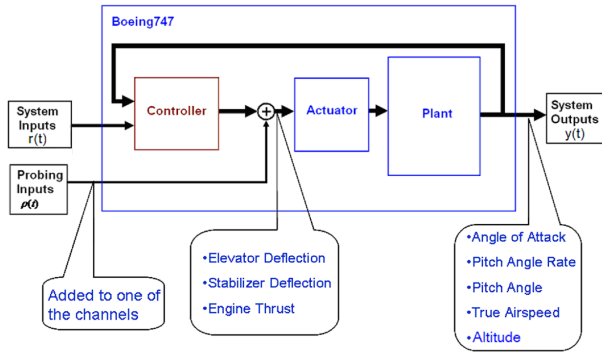 Boeing747
System
Inputs
r(t)
Controller
+
Actuator
Plant
System
Outputs
y(t)
Probing
Inputs
ρ(t)
Added to one of
the channels
•Elevator Deflection
•Stabilizer Deflection
•Engine Thrust
•Angle of Attack
•Pitch Angle Rate
•Pitch Angle
•True Airspeed
•Altitude